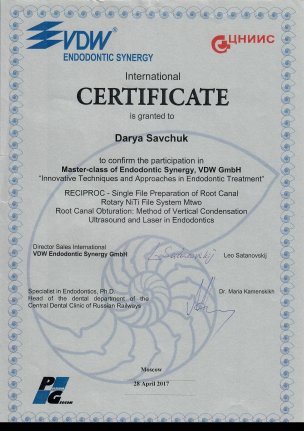 VDW®
ENDODONTIC SYNERGY
ЦНИИС
International
CERTIFICATE
is granted to
Darya Savchuk
to confirm the participation in
Master-class of Endodontic Synergy, VDW GmbH
"Innovative Techniques and Approaches in Endodontic Treatment"
RECIPROC - Single File Preparation of Root Canal
Rotary NiTi File System Mtwo
Root Canal Obturation: Method of Vertical Condensation
Ultrasound and Laser in Endodontics
Director Sales International
VDW Endodontic Synergy GmbH
Leo Satanovskij
Specialist in Endodontics, Ph.D.
Head of the dental department of the
Central Dental Clinic of Russian Railways
Dr. Maria Kamenskikh
Moscow
28 April 2017